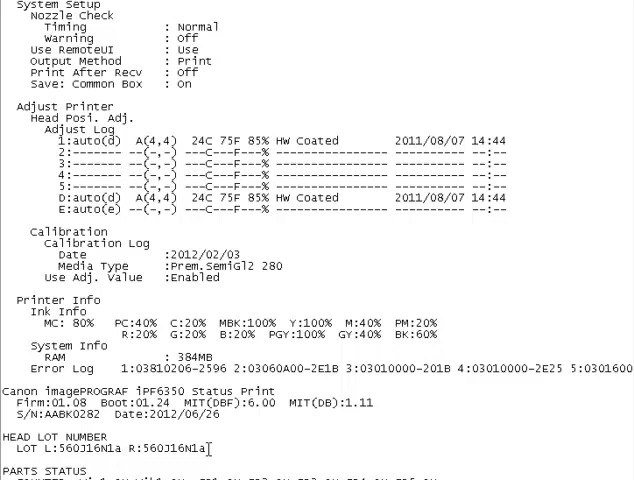 System Setup
Nozzle Check
Timing : Normal
Warning : Off
Use RemoteUI : Use
Output Method : Print
Print After Recv : Off
Save: Common Box : On
Adjust Printer
Head Posi. Adj.
Adjust Log
1:auto(d) A(4,4) 24C 75F 85% HW Coated 2011/08/07 14:44
2:------- --(-,-) ---C---F---% ---------------- ---------- --:--
3:------- --(-,-) ---C---F---% ---------------- ---------- --:--
4:------- --(-,-) ---C---F---% ---------------- ---------- --:--
5:------- --(-,-) ---C---F---% ---------------- ---------- --:--
D:auto(d) A(4,4) 24C 75F 85% HW Coated 2011/08/07 14:44
E:auto(e) --(-,-) ---C---F---% ---------------- ---------- --:--
Calibration
Calibration Log
Date :2012/02/03
Media Type :Prem.SemiGl2 280
Use Adj. Value :Enabled
Printer Info
Ink Info
MC: 80% PC:40% C:20% MBK:100% Y:100% M:40% PM:20%
R:20% G:20% B:20% PGY:100% GY:40% BK:60%
System Info
RAM : 384MB
Error Log 1:03810206-2596 2:03060A00-2E1B 3:03010000-201B 4:03010000-2E25 5:0301600
Canon imagePROGRAF iPF6350 Status Print
Firm:01.08 Boot:01.24 MIT(DBF):6.00 MIT(DB):1.11
S/N:AABK0282 Date:2012/06/26
HEAD LOT NUMBER
LOT L:560J16N1a R:560J16N1a
PARTS STATUS